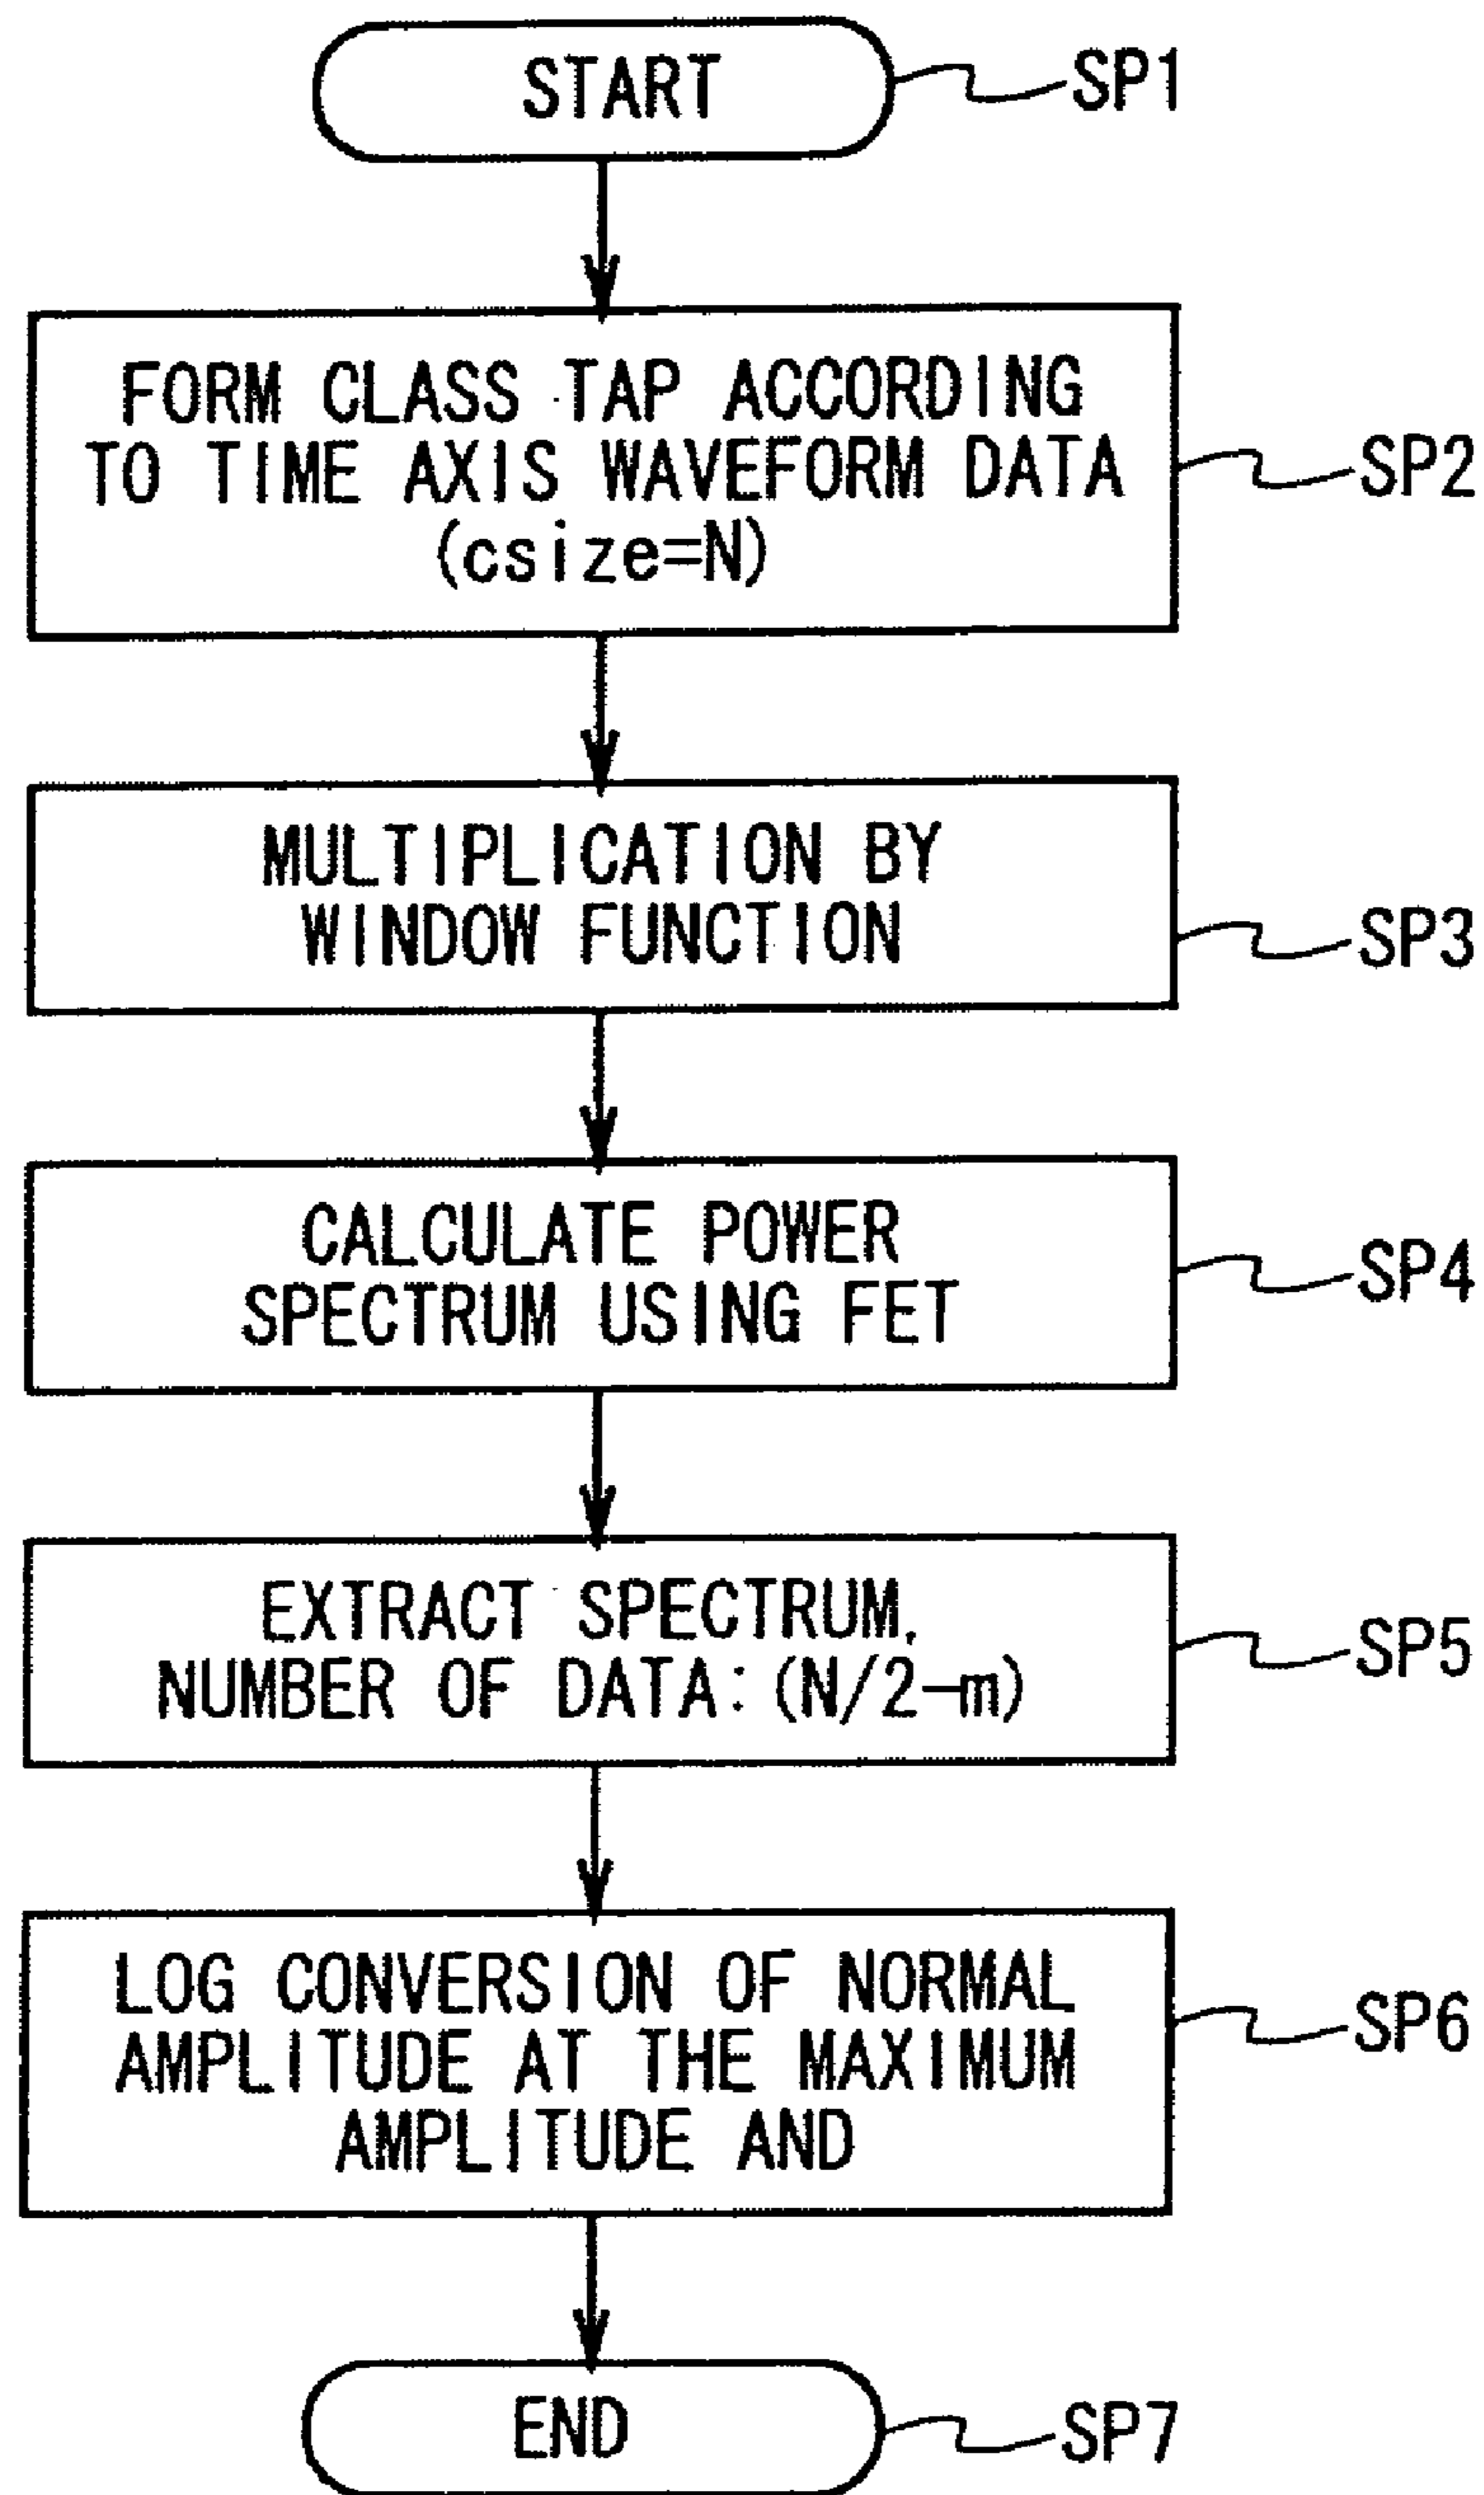 START
SP1
FORM CLASS TAP ACCORDING
TO TIME AXIS WAVEFORM DATA
(csize=N)
SP2
MULTIPLICATION BY
WINDOW FUNCTION
SP3
CALCULATE POWER
SPECTRUM USING FET
SP4
EXTRACT SPECTRUM,
NUMBER OF DATA:(N/2-m)
SP5
LOG CONVERSION OF NORMAL
AMPLITUDE AT THE MAXIMUM
AMPLITUDE AND
SP6
END
SP7